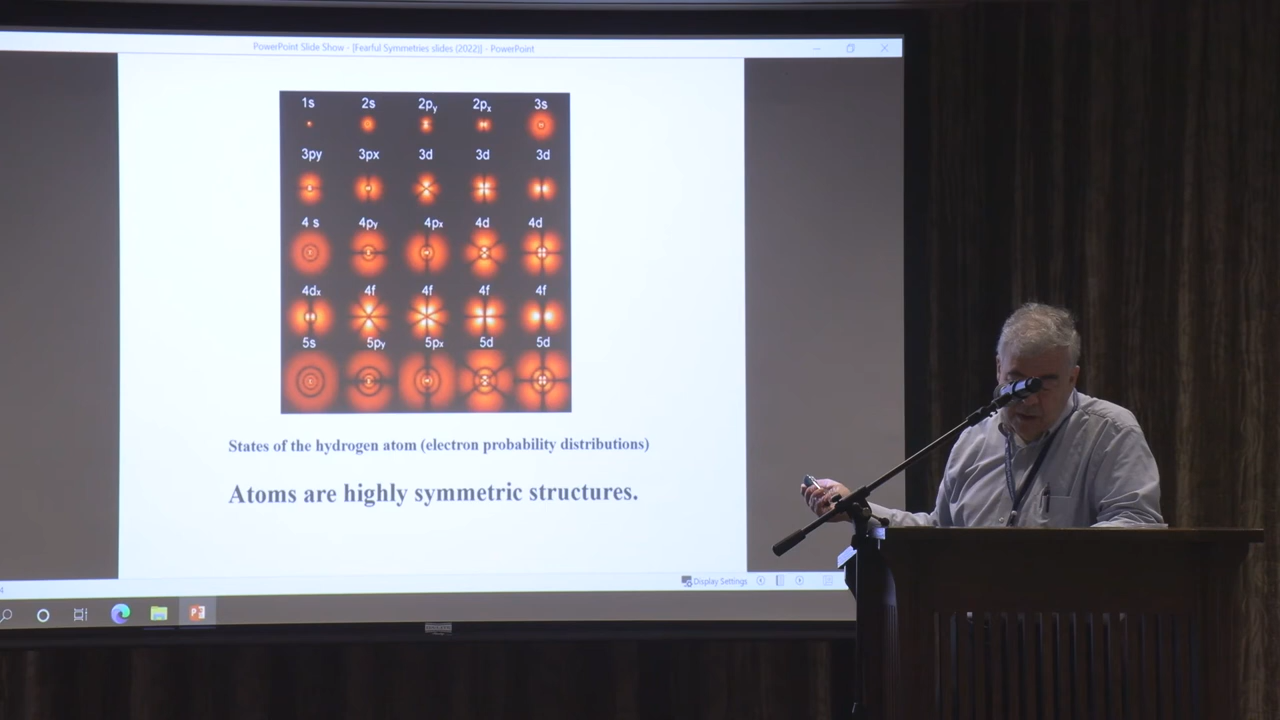 PowerPoint Slide Show - [Fearful Symmetries slides (2022)] - PowerPoint
1s 2s 2py 2px 3s
3py 3px 3d 3d 3d
4 s 4py 4px 4d 4d
4dx 4f 4f 4f 4f
5s 5py 5px 5d 5d
States of the hydrogen atom (electron probability distributions)
Atoms are highly symmetric structures.
Display Settings